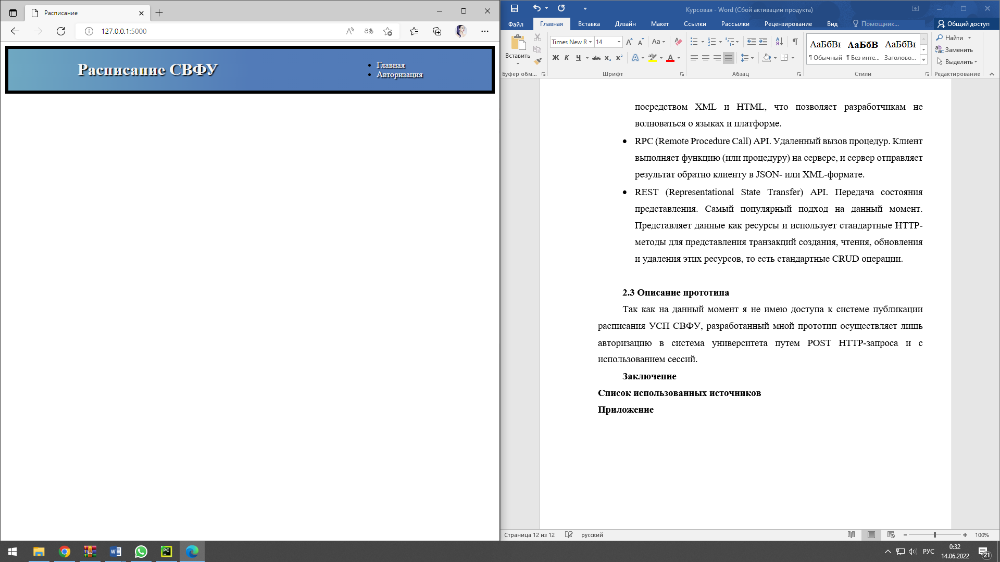 Расписание
127.0.0.1:5000
Расписание СВФУ
Главная
Авторизация
Курсовая - Word (Сбой активации продукта)
Файл
Главная
Вставка
Дизайн
Макет
Ссылки
Рассылки
Рецензирование
Вид
Помощник...
Общий доступ
Вставить
Times New R
14
Буфер обм...
Шрифт
Абзац
АаБбВв
АаБбВ
АаБбВв
¶ Обычный
¶ Без инте...
Заголово...
Стили
Найти
Заменить
Выделить
Редактирование
посредством XML и HTML, что позволяет разработчикам не
волноваться о языках и платформе.
RPC (Remote Procedure Call) API. Удаленный вызов процедур. Клиент
выполняет функцию (или процедуру) на сервере, и сервер отправляет
результат обратно клиенту в JSON- или XML-формате.
REST (Representational State Transfer) API. Передача состояния
представления. Самый популярный подход на данный момент.
Представляет данные как ресурсы и использует стандартные HTTP-
методы для представления транзакций создания, чтения, обновления
и удаления этих ресурсов, то есть стандартные CRUD операции.
2.3 Описание прототипа
Так как на данный момент я не имею доступа к системе публикации
расписания УСП СВФУ, разработанный мной прототип осуществляет лишь
авторизацию в система университета путем POST HTTP-запроса и с
использованием сессий.
Заключение
Список использованных источников
Приложение
Страница 12 из 12
русский
100%
РУС
0:32
14.06.2022
21